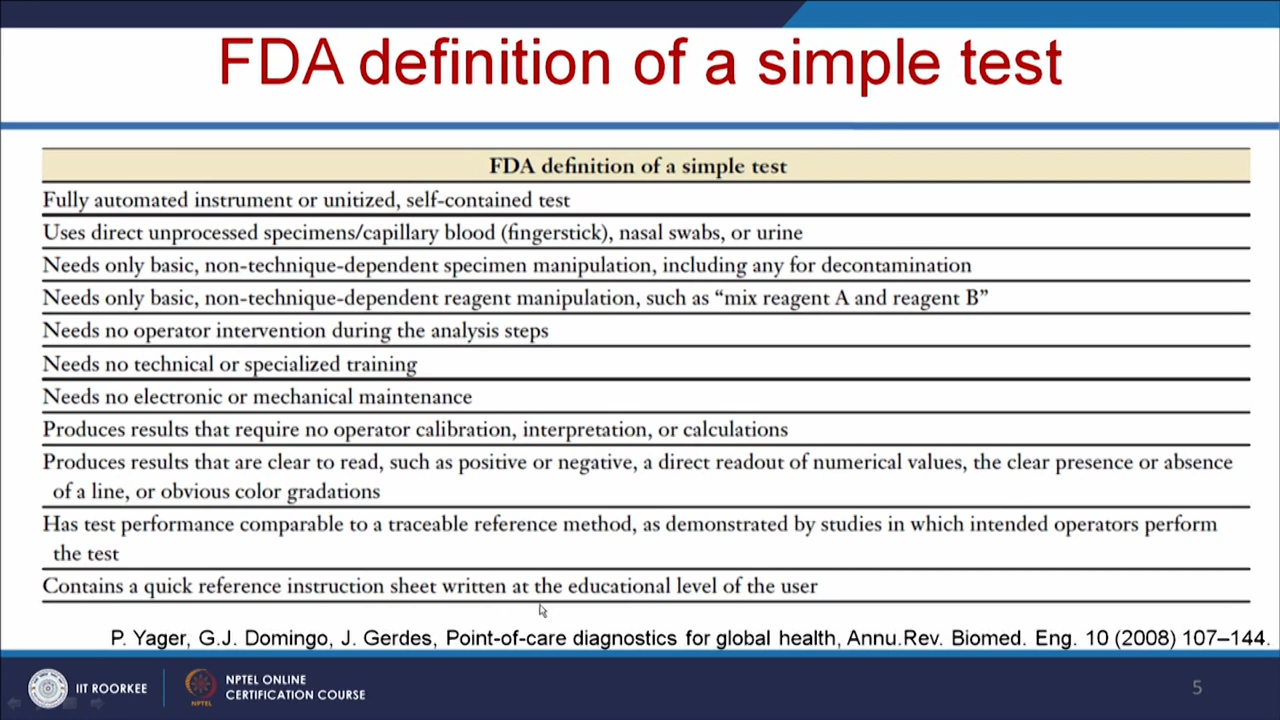 FDA definition of a simple test
FDA definition of a simple test
Fully automated instrument or unitized, self-contained test
Uses direct unprocessed specimens/capillary blood (fingerstick), nasal swabs, or urine
Needs only basic, non-technique-dependent specimen manipulation, including any for decontamination
Needs only basic, non-technique-dependent reagent manipulation, such as “mix reagent A and reagent B”
Needs no operator intervention during the analysis steps
Needs no technical or specialized training
Needs no electronic or mechanical maintenance
Produces results that require no operator calibration, interpretation, or calculations
Produces results that are clear to read, such as positive or negative, a direct readout of numerical values, the clear presence or absence
of a line, or obvious color gradations
Has test performance comparable to a traceable reference method, as demonstrated by studies in which intended operators perform
the test
Contains a quick reference instruction sheet written at the educational level of the user
P. Yager, G.J. Domingo, J. Gerdes, Point-of-care diagnostics for global health, Annu.Rev. Biomed. Eng. 10 (2008) 107–144.
IIT ROORKEE
NPTEL
NPTEL ONLINE
CERTIFICATION COURSE
5